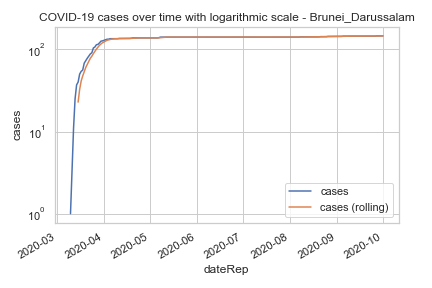 COVID-19 cases over time with logarithmic scale - Brunei_Darussalam
10²
10¹
10⁰
cases
2020-03
2020-04
2020-05
2020-06
2020-07
2020-08
2020-09
2020-10
dateRep
cases
cases (rolling)